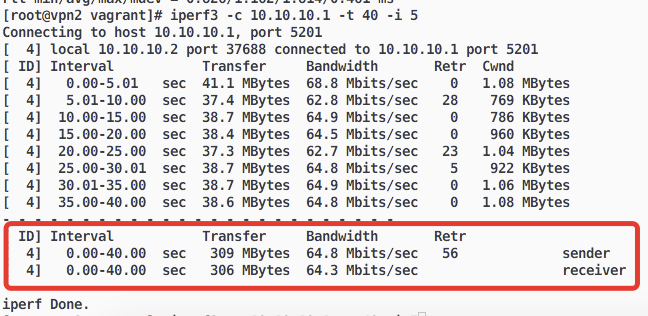 [root@vpn2 vagrant]# iperf3 -c 10.10.10.1 -t 40 -i 5
Connecting to host 10.10.10.1, port 5201
[  4] local 10.10.10.2 port 37688 connected to 10.10.10.1 port 5201
[ ID] Interval           Transfer     Bandwidth       Retr  Cwnd
[  4]   0.00-5.01   sec  41.1 MBytes  68.8 Mbits/sec    0   1.08 MBytes
[  4]   5.01-10.00  sec  37.4 MBytes  62.8 Mbits/sec   28    769 KBytes
[  4]  10.00-15.00  sec  38.7 MBytes  64.9 Mbits/sec    0    786 KBytes
[  4]  15.00-20.00  sec  38.4 MBytes  64.5 Mbits/sec    0    960 KBytes
[  4]  20.00-25.00  sec  37.3 MBytes  62.7 Mbits/sec   23   1.04 MBytes
[  4]  25.00-30.01  sec  38.7 MBytes  64.8 Mbits/sec    5    922 KBytes
[  4]  30.01-35.00  sec  38.7 MBytes  64.9 Mbits/sec    0   1.06 MBytes
[  4]  35.00-40.00  sec  38.6 MBytes  64.8 Mbits/sec    0   1.08 MBytes
- - - - - - - - - - - - - - - - - - - - - - - - -
ID] Interval           Transfer     Bandwidth       Retr
4]   0.00-40.00  sec   309 MBytes  64.8 Mbits/sec   56             sender
4]   0.00-40.00  sec   306 MBytes  64.3 Mbits/sec                  receiver
iperf Done.